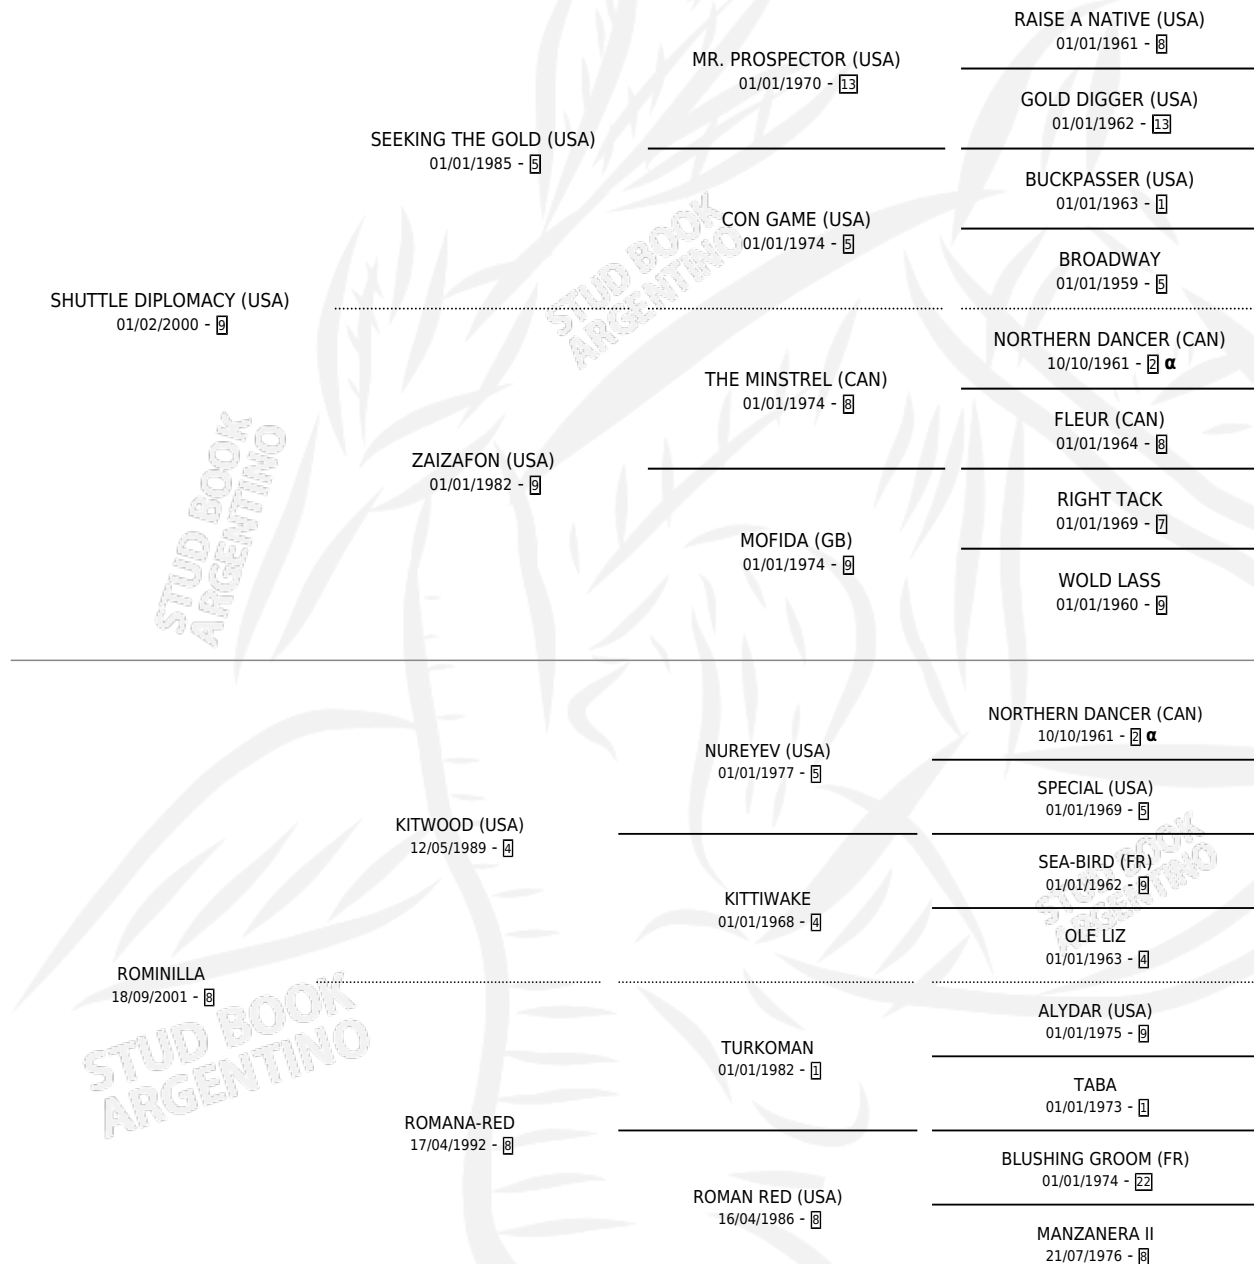 RAISE A NATIVE (USA)
01/01/1961 - 8
MR. PROSPECTOR (USA)
01/01/1970 - 13
GOLD DIGGER (USA)
01/01/1962 - 13
SEEKING THE GOLD (USA)
01/01/1985 - 5
BUCKPASSER (USA)
01/01/1963 - 1
CON GAME (USA)
01/01/1974 - 5
BROADWAY
01/01/1959 - 5
SHUTTLE DIPLOMACY (USA)
01/02/2000 - 9
NORTHERN DANCER (CAN)
10/10/1961 - 2 α
THE MINSTREL (CAN)
01/01/1974 - 8
FLEUR (CAN)
01/01/1964 - 8
ZAIZAFON (USA)
01/01/1982 - 9
RIGHT TACK
01/01/1969 - 7
MOFIDA (GB)
01/01/1974 - 9
WOLD LASS
01/01/1960 - 9
NORTHERN DANCER (CAN)
10/10/1961 - 2 α
NUREYEV (USA)
01/01/1977 - 5
SPECIAL (USA)
01/01/1969 - 5
KITWOOD (USA)
12/05/1989 - 4
SEA-BIRD (FR)
01/01/1962 - 9
KITTIWAKE
01/01/1968 - 4
OLE LIZ
01/01/1963 - 4
ROMINILLA
18/09/2001 - 8
ALYDAR (USA)
01/01/1975 - 9
TURKOMAN
01/01/1982 - 1
TABA
01/01/1973 - 1
ROMANA-RED
17/04/1992 - 8
BLUSHING GROOM (FR)
01/01/1974 - 22
ROMAN RED (USA)
16/04/1986 - 8
MANZANERA II
21/07/1976 - 8
STUD BOOK
ARGENTINO
STUD BOOK
ARGENTINO
STUD BOOK
ARGENTINO
STUD BOOK
ARGENTINO